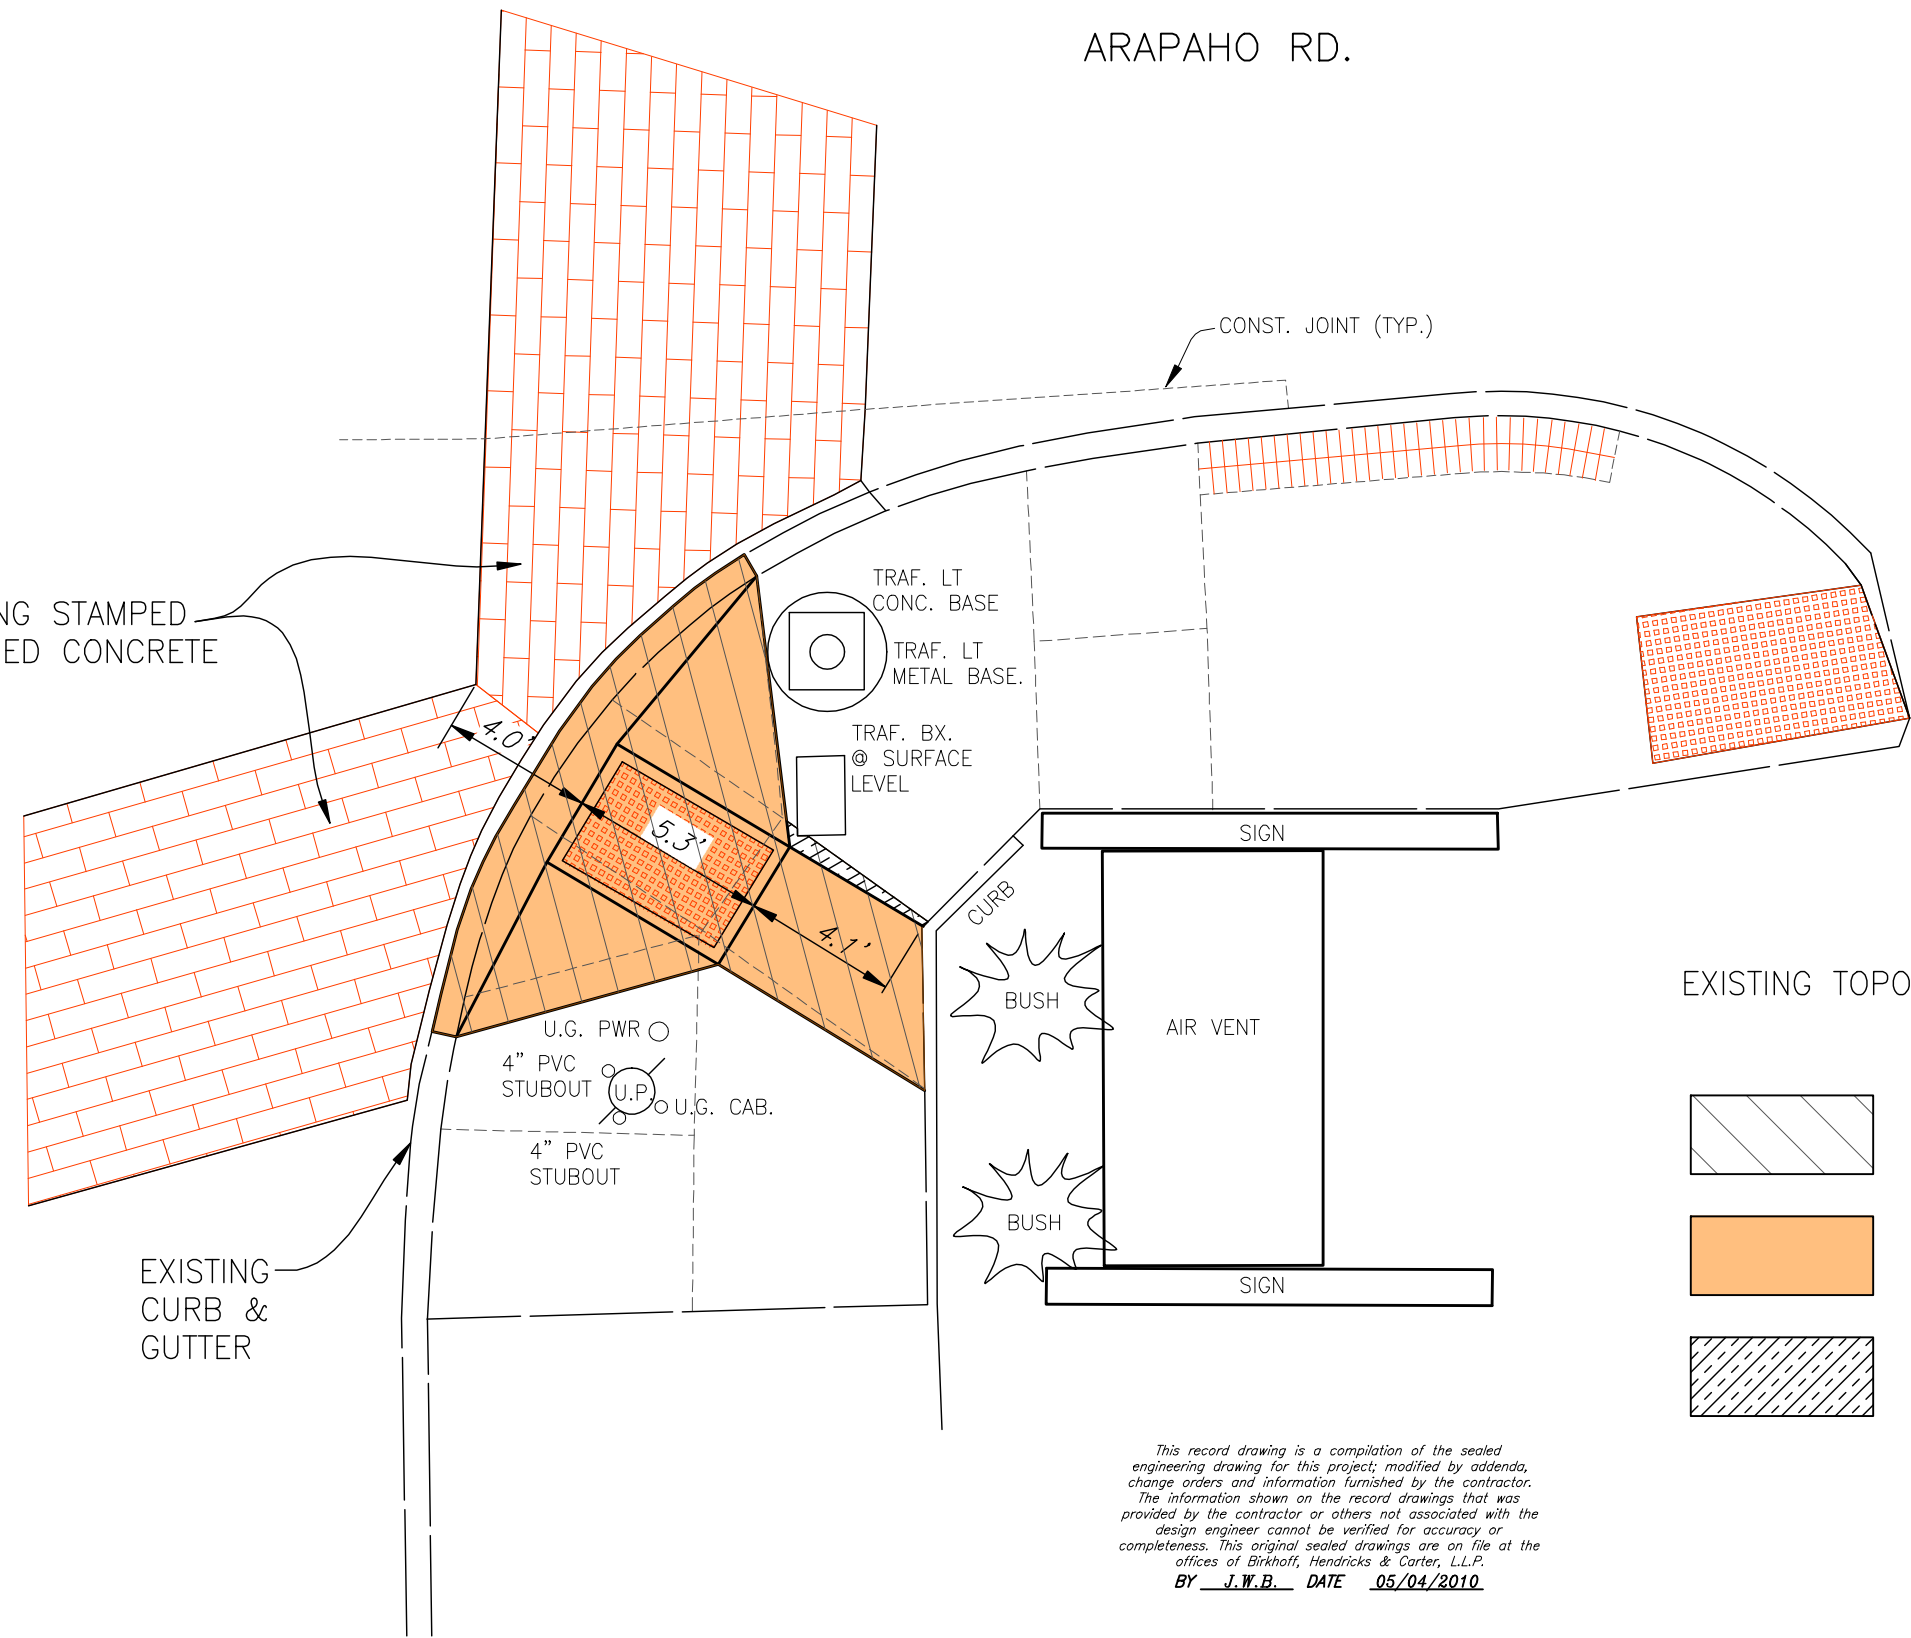 ARAPAHO RD.
CONST. JOINT (TYP.)
TRAF. LT
CONC. BASE
NG STAMPED
ED CONCRETE
TRAF. LT
METAL BASE.
4.0'
TRAF. BX.
@ SURFACE
LEVEL
5.3'
SIGN
CURB
4.1'
EXISTING TOPO
BUSH
AIR VENT
U.G. PWR
4" PVC
STUBOUT
U.P.
U.G. CAB.
4" PVC
STUBOUT
BUSH
EXISTING
CURB &
GUTTER
SIGN
This record drawing is a compilation of the sealed
engineering drawing for this project; modified by addenda,
change orders and information furnished by the contractor.
The information shown on the record drawings that was
provided by the contractor or others not associated with the
design engineer cannot be verified for accuracy or
completeness. This original sealed drawings are on file at the
offices of Birkhoff, Hendricks & Carter, L.L.P.
BY J.W.B. DATE 05/04/2010